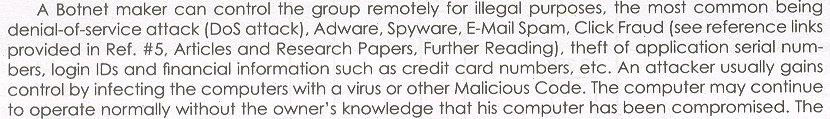 A Botnet maker can control the group remotely for illegal purposes, the most common being
denial-of-service attack (DoS attack), Adware, Spyware, E-Mail Spam, Click Fraud (see reference links
provided in Ref. #5, Articles and Research Papers, Further Reading), theft of application serial num-
bers, login IDs and financial information such as credit card numbers, etc. An attacker usually gains
control by infecting the computers with a virus or other Malicious Code. The computer may continue
to operate normally without the owner's knowledge that his computer has been compromised. The